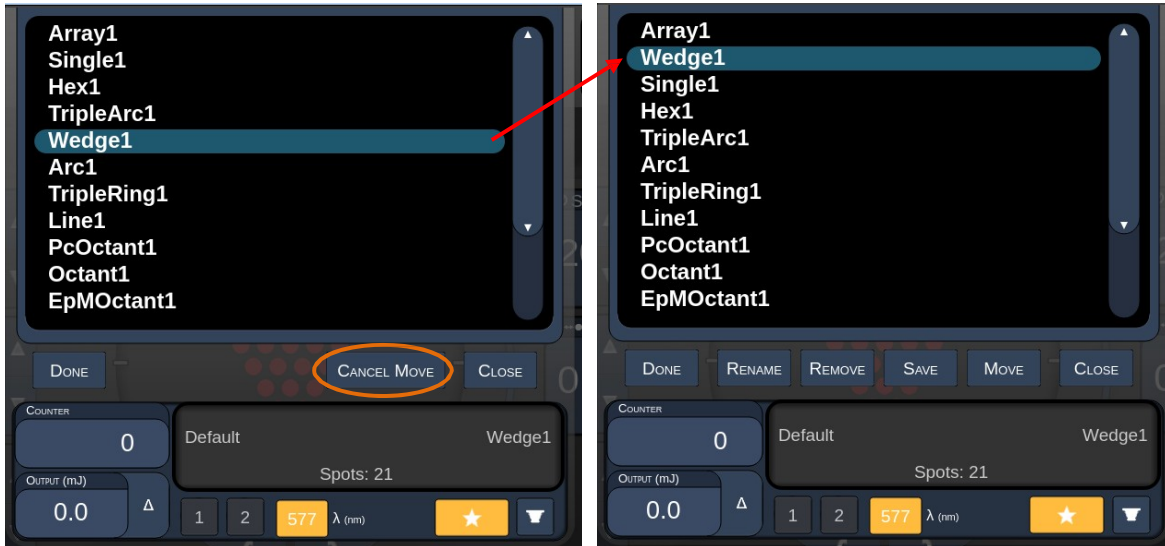 Array1
Single1
Hex1
TripleArc1
Wedge1
Arc1
TripleRing1
Line1
PcOctant1
Octant1
EpMOctant1
DONE CANCEL MOVE CLOSE
COUNTER
0
Default Wedge1
Spots: 21
OUTPUT (mJ)
0.0 Δ
1 2 577 λ (nm)
Array1
Wedge1
Single1
Hex1
TripleArc1
Arc1
TripleRing1
Line1
PcOctant1
Octant1
EpMOctant1
DONE RENAME REMOVE SAVE MOVE CLOSE
COUNTER
0
Default Wedge1
Spots: 21
OUTPUT (mJ)
0.0 Δ
1 2 577 λ (nm)